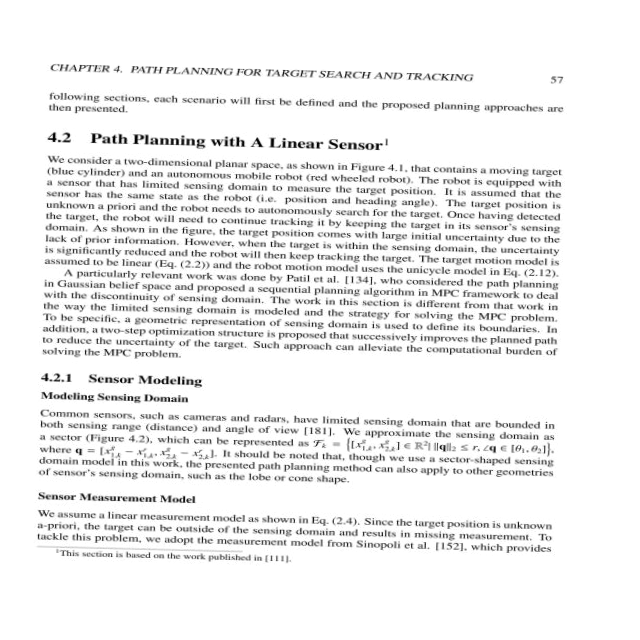 CHAPTER 4. PATH PLANNING FOR TARGET SEARCH AND TRACKING 57
following sections, each scenario will first be defined and the proposed planning approaches are
then presented.
4.2 Path Planning with A Linear Sensor¹
We consider a two-dimensional planar space, as shown in Figure 4.1, that contains a moving target
(blue cylinder) and an autonomous mobile robot (red wheeled robot). The robot is equipped with
a sensor that has limited sensing domain to measure the target position. It is assumed that the
sensor has the same state as the robot (i.e. position and heading angle). The target position is
unknown a priori and the robot needs to autonomously search for the target. Once having detected
the target, the robot will need to continue tracking it by keeping the target in its sensor's sensing
domain. As shown in the figure, the target position comes with large initial uncertainty due to the
lack of prior information. However, when the target is within the sensing domain, the uncertainty
is significantly reduced and the robot will then keep tracking the target. The target motion model is
assumed to be linear (Eq. (2.2)) and the robot motion model uses the unicycle model in Eq. (2.12).
A particularly relevant work was done by Patil et al. [134], who considered the path planning
in Gaussian belief space and proposed a sequential planning algorithm in MPC framework to deal
with the discontinuity of sensing domain. The work in this section is different from that work in
the way the limited sensing domain is modeled and the strategy for solving the MPC problem.
To be specific, a geometric representation of sensing domain is used to define its boundaries. In
addition, a two-step optimization structure is proposed that successively improves the planned path
to reduce the uncertainty of the target. Such approach can alleviate the computational burden of
solving the MPC problem.
4.2.1 Sensor Modeling
Modeling Sensing Domain
Common sensors, such as cameras and radars, have limited sensing domain that are bounded in
both sensing range (distance) and angle of view [181]. We approximate the sensing domain as
a sector (Figure 4.2), which can be represented as 𝓕ₖ = {[x^g_{1,k}, x^g_{2,k}] ∈ ℝ²| ‖q‖₂ ≤ r, ∠q ∈ [θ₁, θ₂]},
where q = [x^g_{1,k} − x^r_{1,k}, x^g_{2,k} − x^r_{2,k}]. It should be noted that, though we use a sector-shaped sensing
domain model in this work, the presented path planning method can also apply to other geometries
of sensor's sensing domain, such as the lobe or cone shape.
Sensor Measurement Model
We assume a linear measurement model as shown in Eq. (2.4). Since the target position is unknown
a-priori, the target can be outside of the sensing domain and results in missing measurement. To
tackle this problem, we adopt the measurement model from Sinopoli et al. [152], which provides
¹This section is based on the work published in [111].